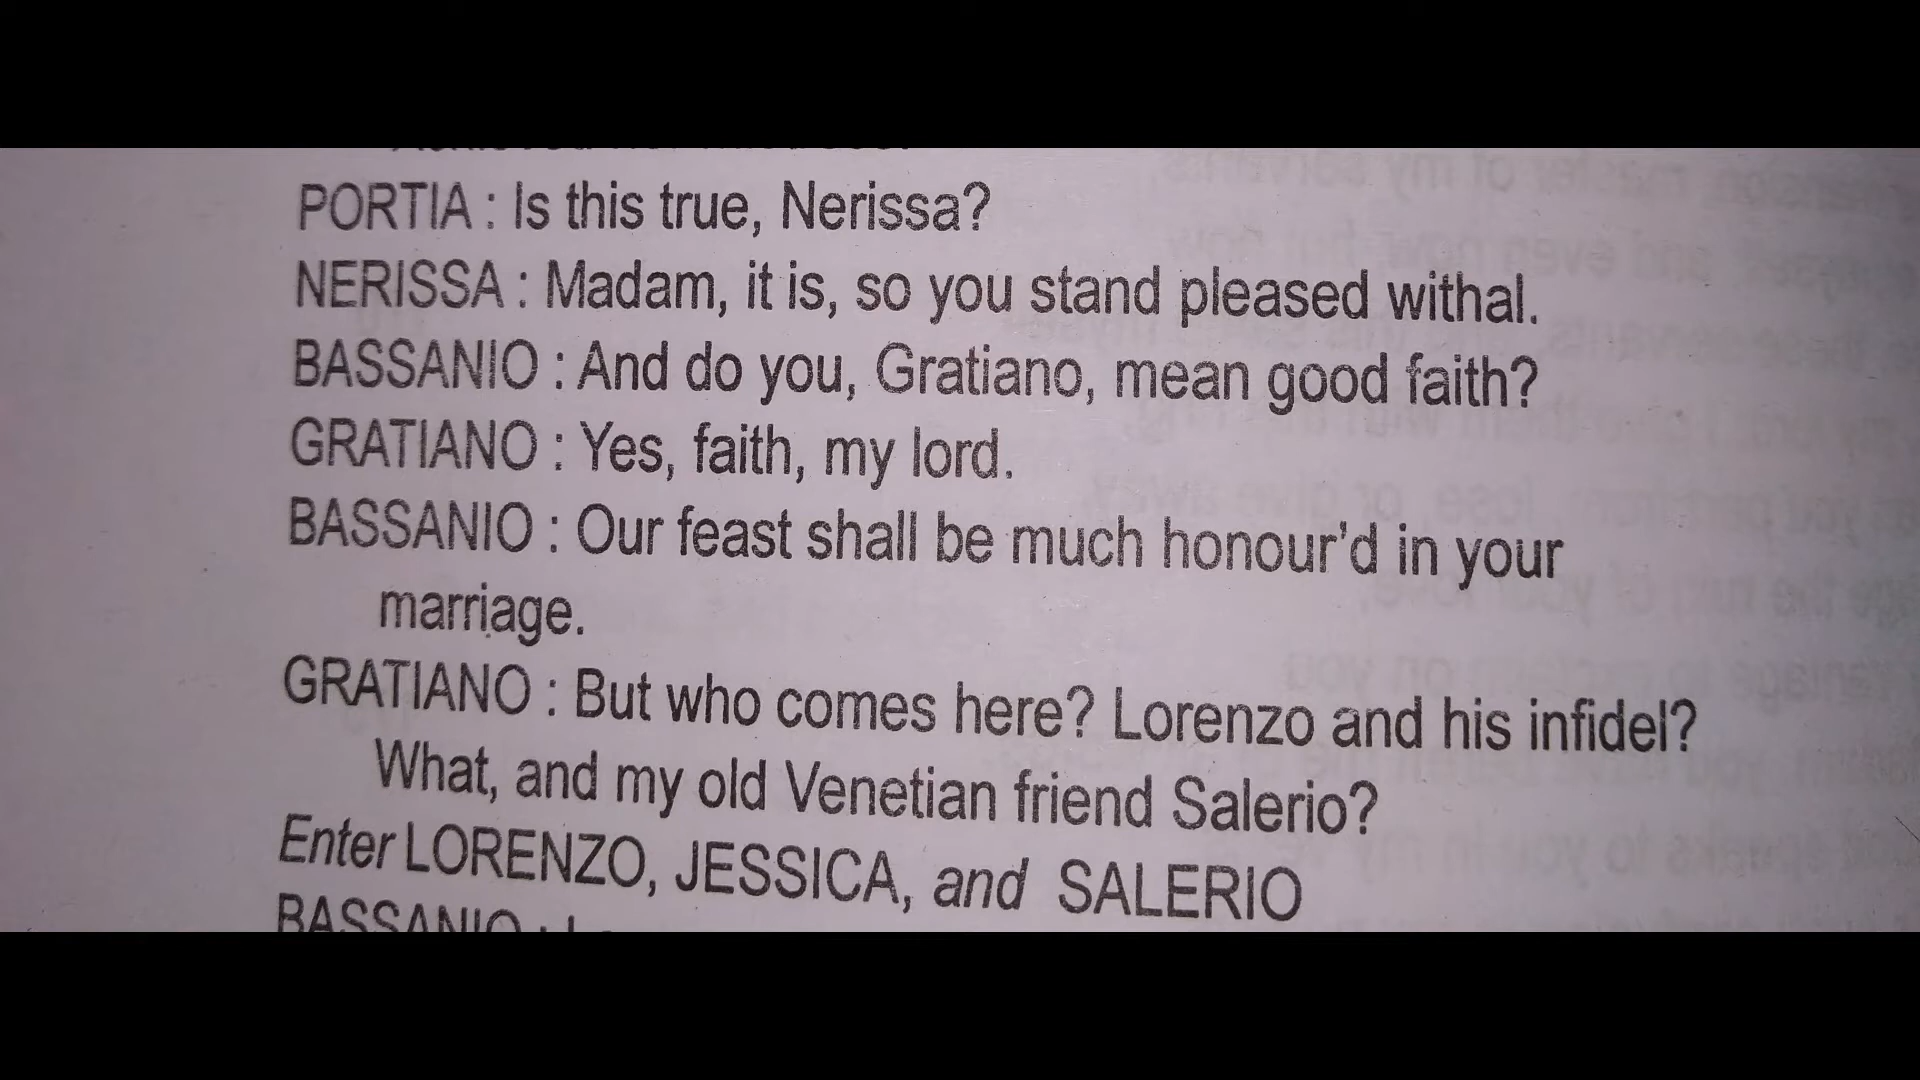 PORTIA : Is this true, Nerissa?
NERISSA : Madam, it is, so you stand pleased withal.
BASSANIO : And do you, Gratiano, mean good faith?
GRATIANO : Yes, faith, my lord.
BASSANIO : Our feast shall be much honour'd in your
marriage.
GRATIANO : But who comes here? Lorenzo and his infidel?
What, and my old Venetian friend Salerio?
Enter LORENZO, JESSICA, and SALERIO
BASSANIO :